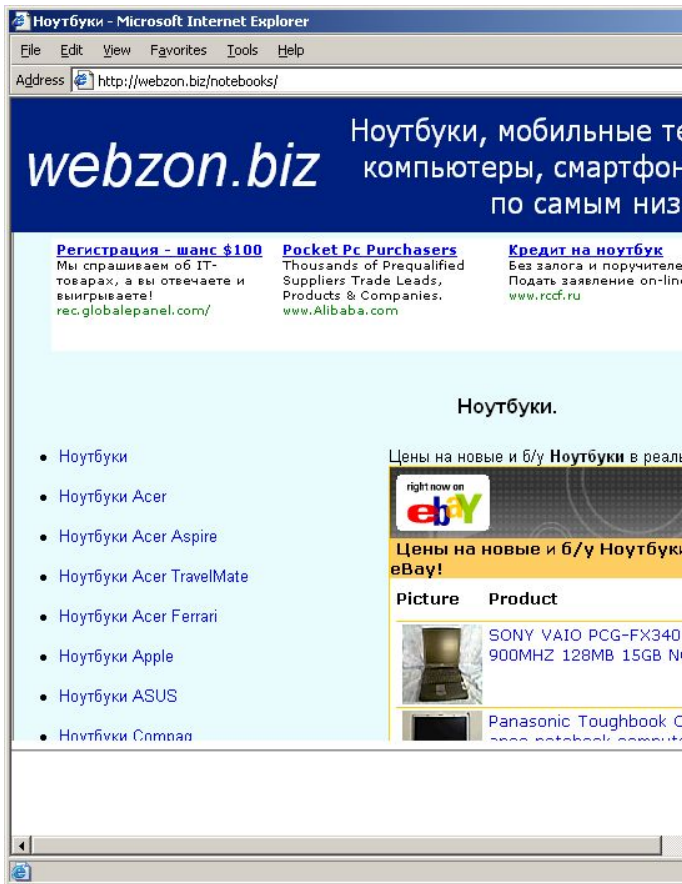 Ноутбуки - Microsoft Internet Explorer
File Edit View Favorites Tools Help
Address http://webzon.biz/notebooks/
webzon.biz
Ноутбуки, мобильные те
компьютеры, смартфон
по самым низ
Регистрация - шанс $100
Мы спрашиваем об IT-
товарах, а вы отвечаете и
выигрываете!
rec.globalepanel.com/
Pocket Pc Purchasers
Thousands of Prequalified
Suppliers Trade Leads,
Products & Companies.
www.Alibaba.com
Кредит на ноутбук
Без залога и поручителе
Подать заявление on-line
www.rccf.ru
Ноутбуки.
Ноутбуки
Ноутбуки Acer
Ноутбуки Acer Aspire
Ноутбуки Acer TravelMate
Ноутбуки Acer Ferrari
Ноутбуки Apple
Ноутбуки ASUS
Ноутбуки Compaq
Цены на новые и б/у Ноутбуки в реаль
right now on
ebaY
Цены на новые и б/у Ноутбуки
eBay!
Picture Product
SONY VAIO PCG-FX340
900MHZ 128MB 15GB NO
Panasonic Toughbook C
notebook compute